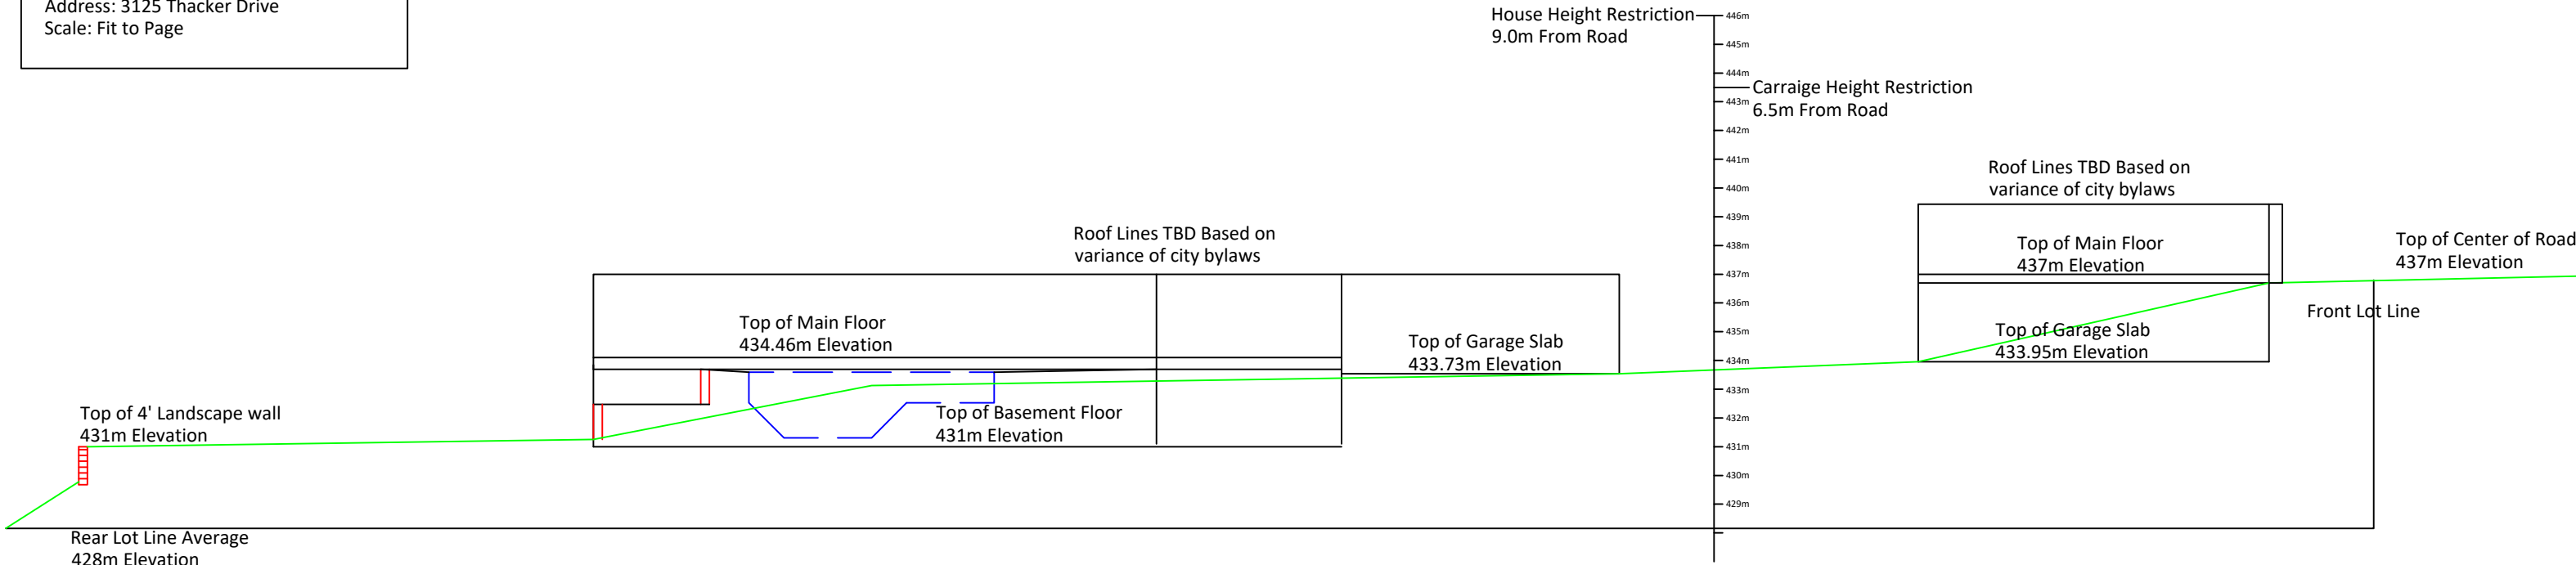 Address: 3125 Thacker Drive
Scale: Fit to Page
House Height Restriction
9.0m From Road
446m
445m
444m
443m
442m
441m
440m
439m
438m
437m
436m
435m
434m
433m
432m
431m
430m
429m
Carraige Height Restriction
6.5m From Road
Roof Lines TBD Based on
variance of city bylaws
Top of Main Floor
437m Elevation
Top of Center of Road
437m Elevation
Front Lot Line
Top of Garage Slab
433.95m Elevation
Roof Lines TBD Based on
variance of city bylaws
Top of Main Floor
434.46m Elevation
Top of Garage Slab
433.73m Elevation
Top of Basement Floor
431m Elevation
Top of 4' Landscape wall
431m Elevation
Rear Lot Line Average
428m Elevation